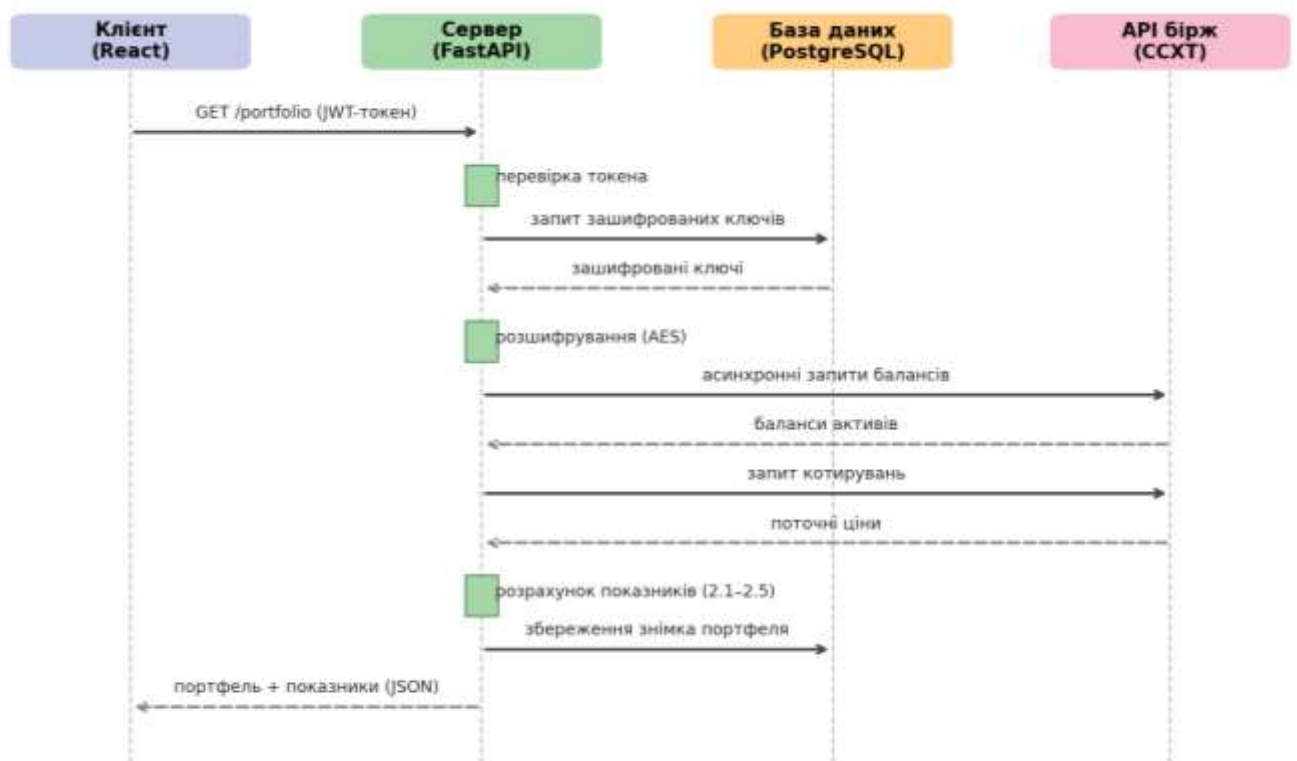 Клієнт
(React)
Сервер
(FastAPI)
База даних
(PostgreSQL)
API бірж
(CCXT)
GET /portfolio (JWT-токен)
перевірка токена
запит зашифрованих ключів
зашифровані ключі
розшифрування (AES)
асинхронні запити балансів
баланси активів
запит котирувань
поточні ціни
розрахунок показників (2.1–2.5)
збереження знімка портфеля
портфель + показники (JSON)